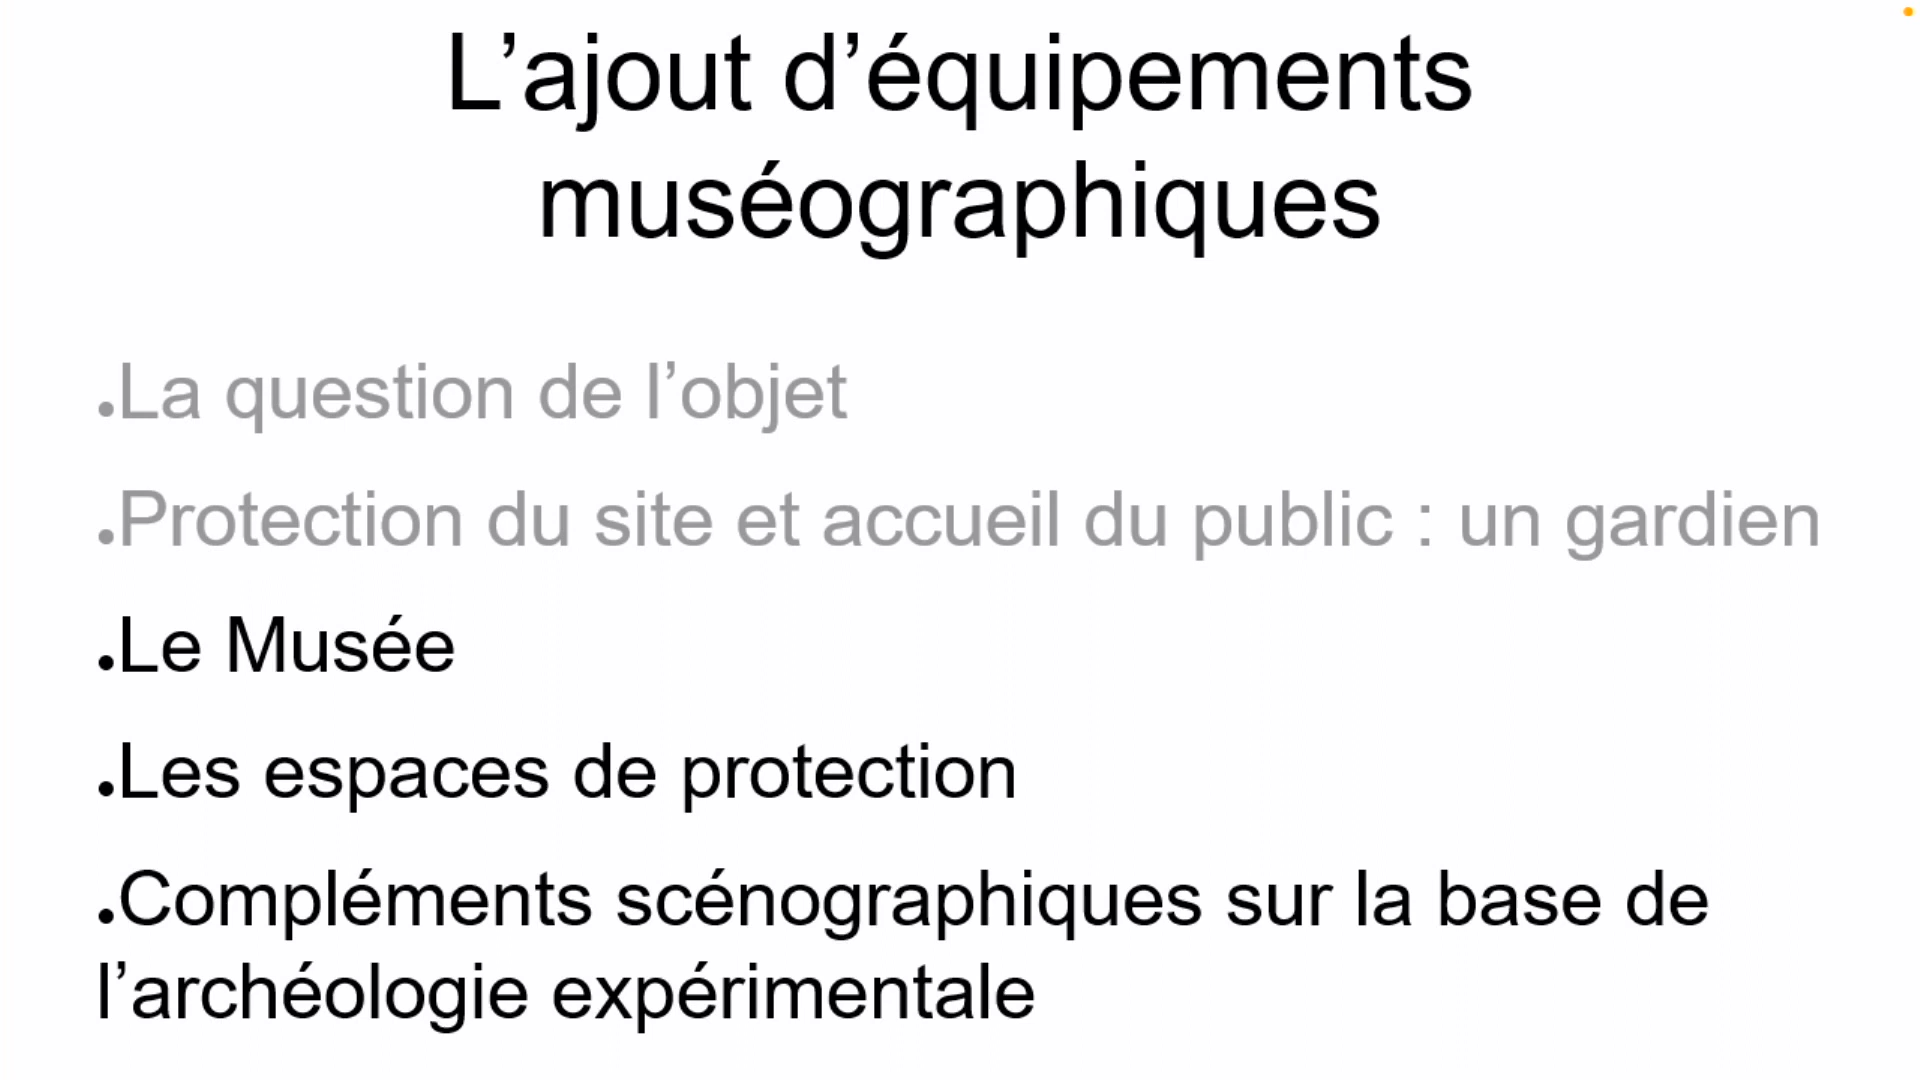 L’ajout d’équipements
muséographiques
•La question de l’objet
•Protection du site et accueil du public : un gardien
•Le Musée
•Les espaces de protection
•Compléments scénographiques sur la base de
l’archéologie expérimentale